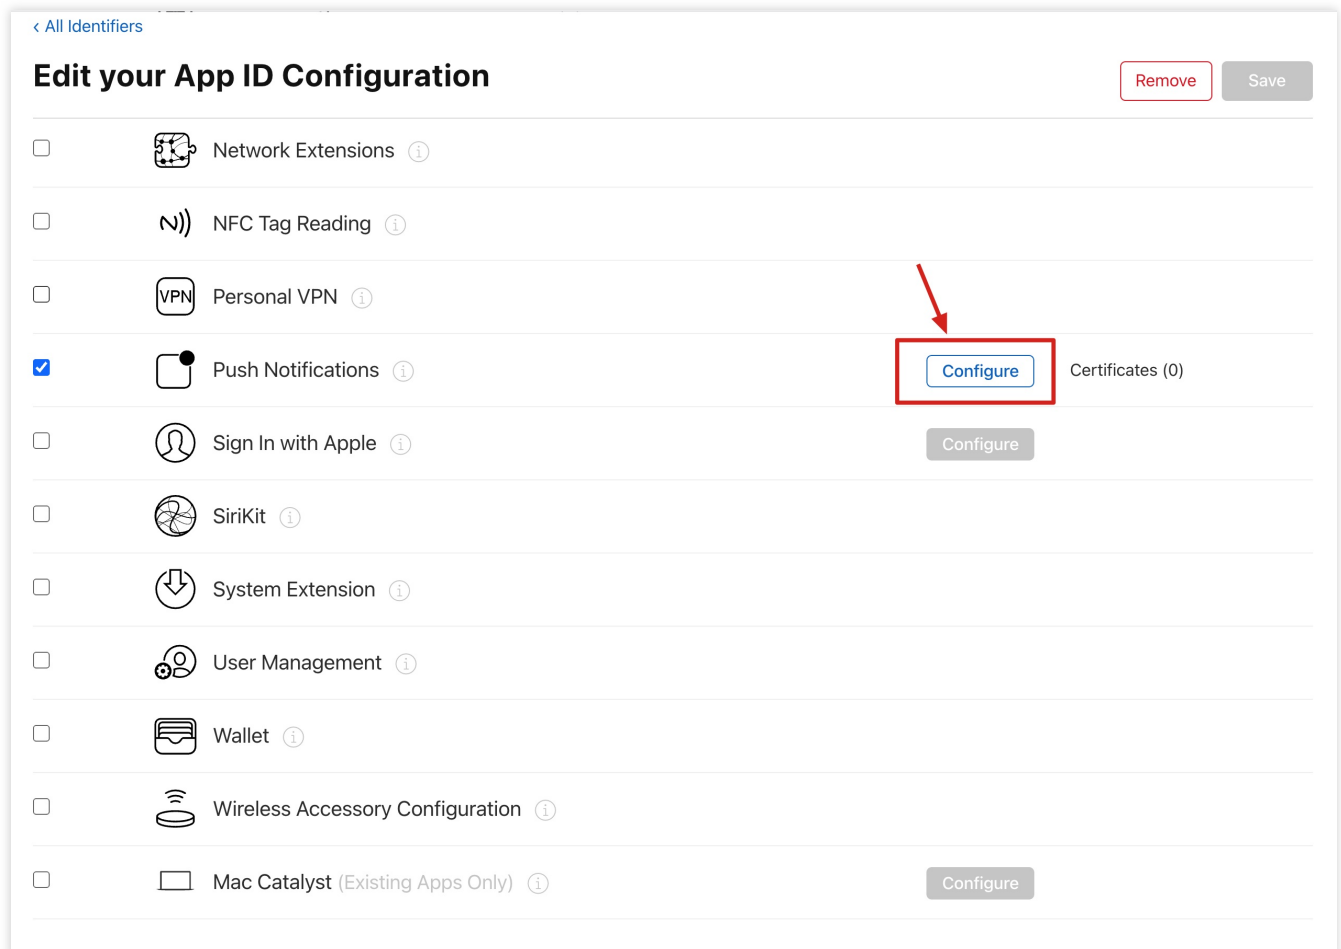 ‹ All Identifiers
Edit your App ID Configuration
Remove
Save
Network Extensions
NFC Tag Reading
VPN
Personal VPN
Push Notifications
Configure
Certificates (0)
Sign In with Apple
Configure
SiriKit
System Extension
User Management
Wallet
Wireless Accessory Configuration
Mac Catalyst (Existing Apps Only)
Configure